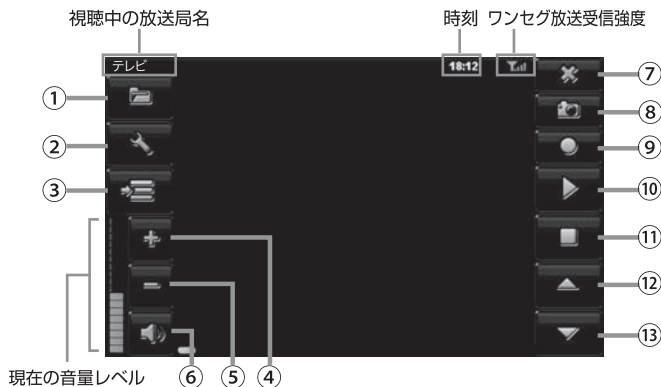 視聴中の放送局名
時刻 ワンセグ放送受信強度
テレビ
18:12
①
②
③
⑦
⑧
⑨
⑩
⑪
⑫
⑬
現在の音量レベル
⑥ ⑤ ④